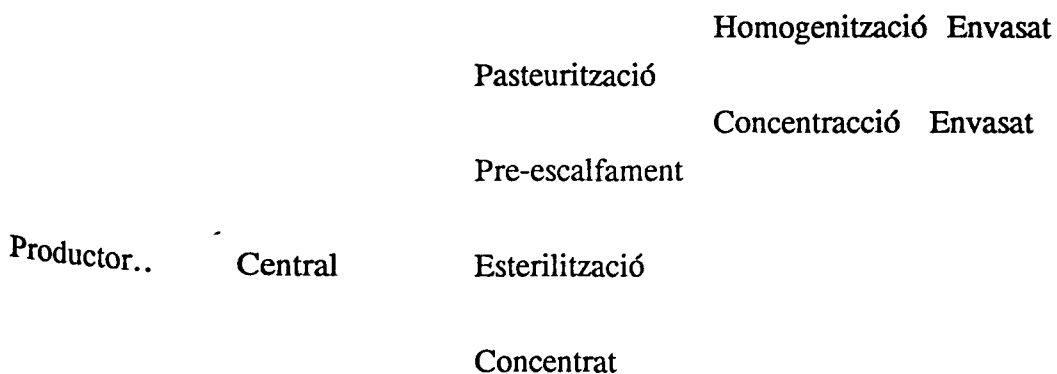 Homogenització Envasat
Pasteurització
Concentracció Envasat
Pre-escalfament
Productor.. Central Esterilització
Concentrat